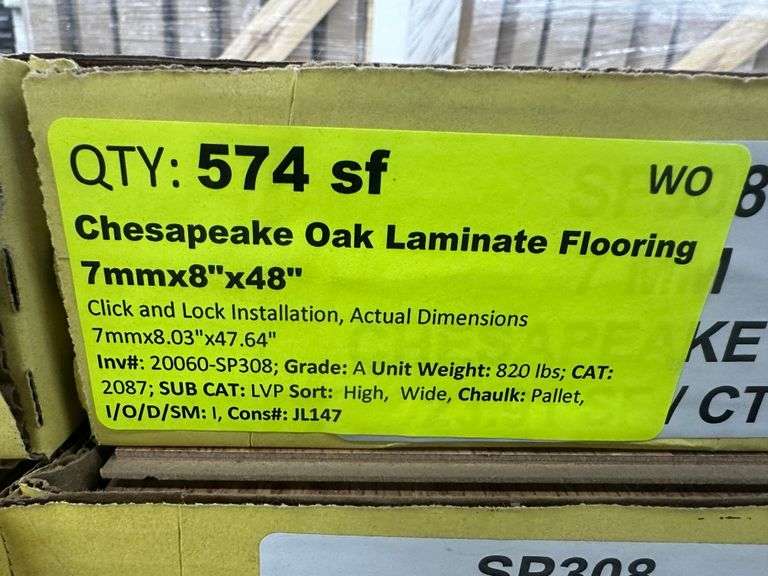 QTY: 574 sf
WO
Chesapeake Oak Laminate Flooring
7mmx8"x48"
Click and Lock Installation, Actual Dimensions
7mmx8.03"x47.64"
Inv#: 20060-SP308; Grade: A Unit Weight: 820 lbs; CAT:
2087; SUB CAT: LVP Sort: High, Wide, Chaulk: Pallet,
I/O/D/SM: I, Cons#: JL147
/ CT
SP308